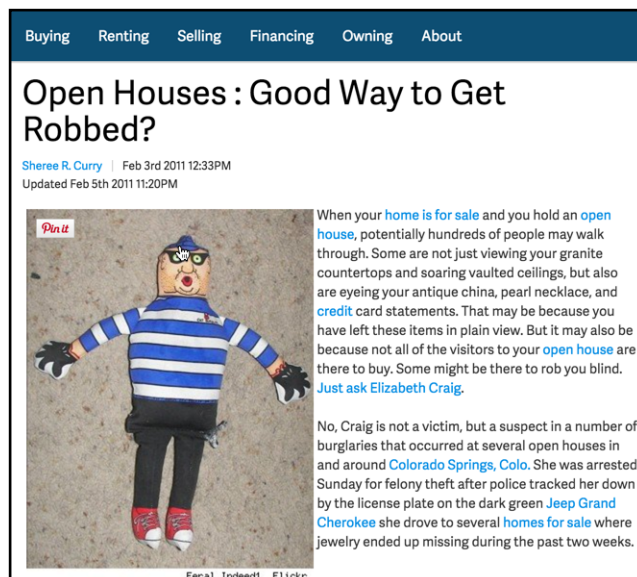 Buying Renting Selling Financing Owning About
Open Houses : Good Way to Get
Robbed?
Sheree R. Curry | Feb 3rd 2011 12:33PM
Updated Feb 5th 2011 11:20PM
Pin it
When your home is for sale and you hold an open
house, potentially hundreds of people may walk
through. Some are not just viewing your granite
countertops and soaring vaulted ceilings, but also
are eyeing your antique china, pearl necklace, and
credit card statements. That may be because you
have left these items in plain view. But it may also be
because not all of the visitors to your open house are
there to buy. Some might be there to rob you blind.
Just ask Elizabeth Craig.
No, Craig is not a victim, but a suspect in a number of
burglaries that occurred at several open houses in
and around Colorado Springs, Colo. She was arrested
Sunday for felony theft after police tracked her down
by the license plate on the dark green Jeep Grand
Cherokee she drove to several homes for sale where
jewelry ended up missing during the past two weeks.
Feral Indeed1, Flickr